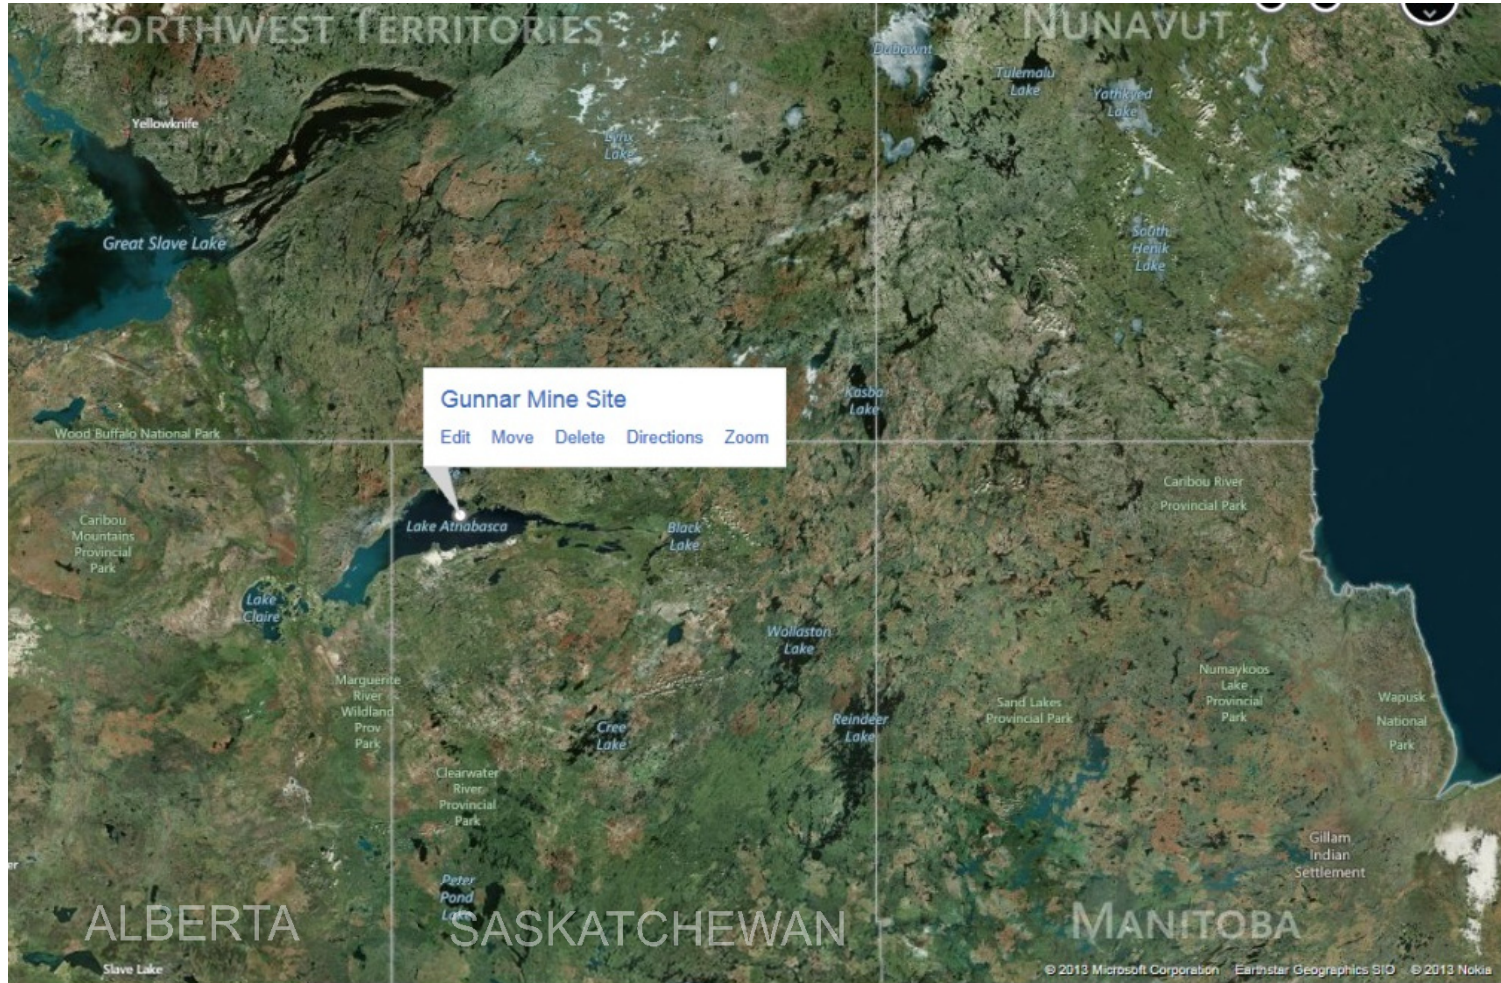 NORTHWEST TERRITORIES
NUNAVUT
Dubawnt
Tulemalu
Lake
Yathkyed
Lake
Yellowknife
Lynx
Lake
Great Slave Lake
South
Henik
Lake
Gunnar Mine Site
Edit Move Delete Directions Zoom
Kasba
Lake
Wood Buffalo National Park
Caribou River
Provincial Park
Caribou
Mountains
Provincial
Park
Lake Athabasca
Black
Lake
Lake
Claire
Wollaston
Lake
Marguerite
River
Wildland
Prov
Park
Numaykoos
Lake
Provincial
Park
Sand Lakes
Provincial Park
Wapusk
National
Park
Cree
Lake
Reindeer
Lake
Clearwater
River
Provincial
Park
Gillam
Indian
Settlement
Peter
Pond
Lake
ALBERTA
SASKATCHEWAN
MANITOBA
Slave Lake
© 2013 Microsoft Corporation Earthstar Geographics SIO © 2013 Nokia